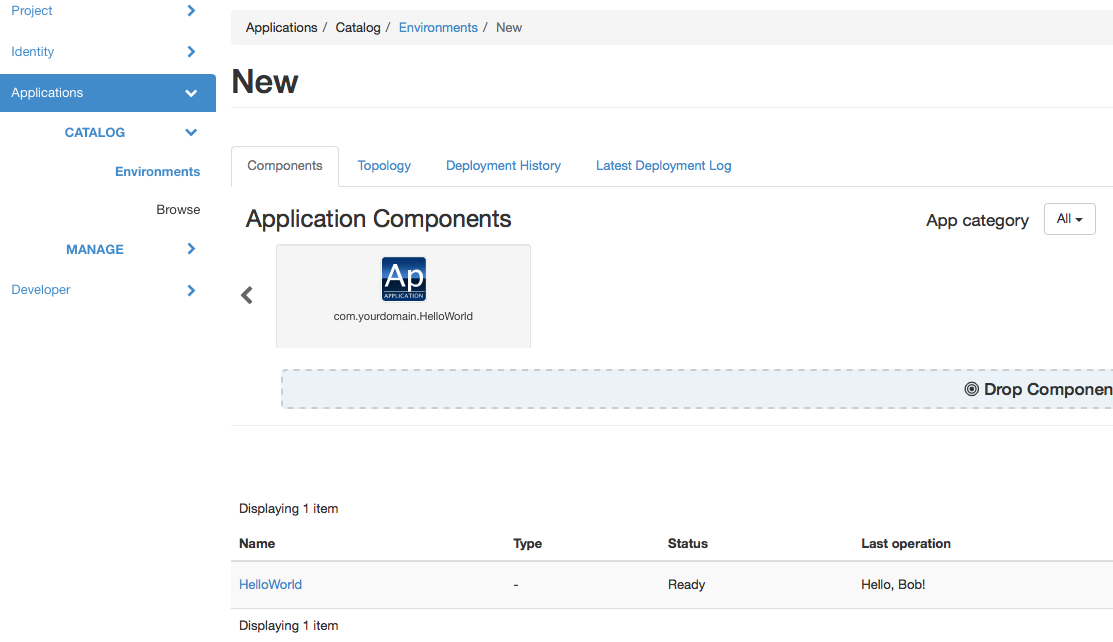 Project
Identity
Applications
CATALOG
Environments
Browse
MANAGE
Developer
Applications / Catalog / Environments / New
New
Components Topology Deployment History Latest Deployment Log
Application Components
App category All
Ap
APPLICATION
com.yourdomain.HelloWorld
Drop Componen
Displaying 1 item
Name Type Status Last operation
HelloWorld - Ready Hello, Bob!
Displaying 1 item